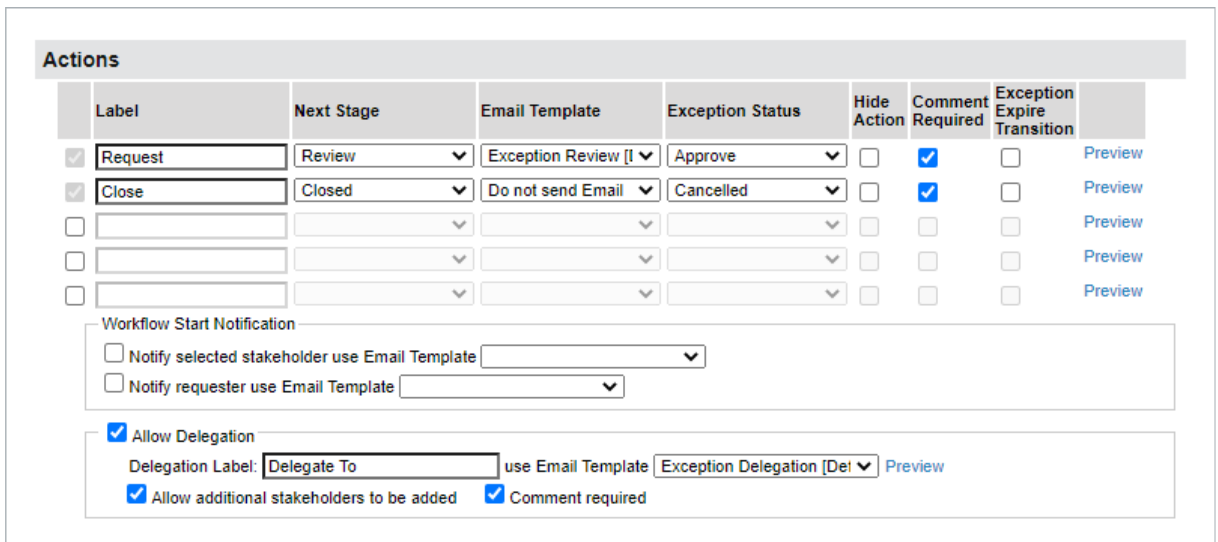 Actions
Label Next Stage Email Template Exception Status Hide Action Comment Required Exception Expire Transition
Request Review Exception Review [ Approve Preview
Close Closed Do not send Email Cancelled Preview
Preview
Preview
Preview
Workflow Start Notification
Notify selected stakeholder use Email Template
Notify requester use Email Template
Allow Delegation
Delegation Label: Delegate To use Email Template Exception Delegation [Def Preview
Allow additional stakeholders to be added Comment required